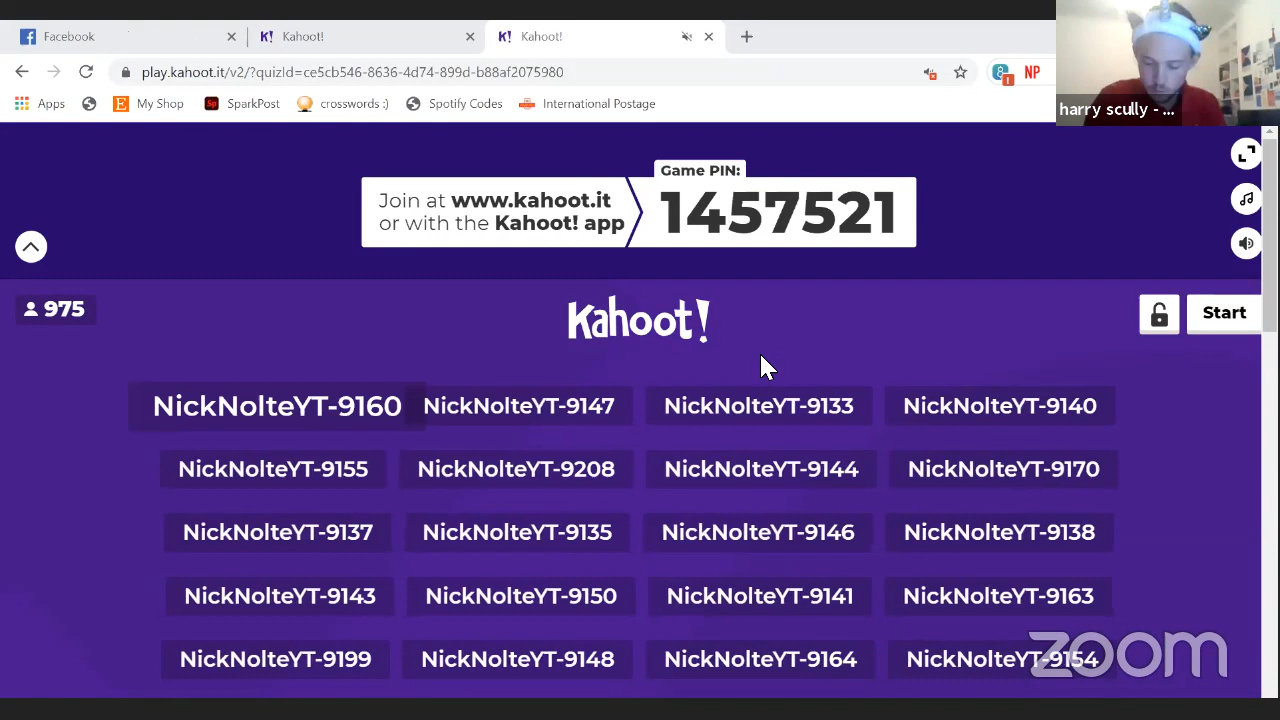 Facebook
Kahoot!
Kahoot!
play.kahoot.it/v2/?quizId=ce5bb546-8636-4d74-899d-b88af2075989
NP
Apps
My Shop
Sp
SparkPost
crosswords :)
Spotify Codes
International Postage
harry scully - ...
Join at www.kahoot.it
or with the Kahoot! app
Game PIN:
1457521
975
Kahoot!
Start
NickNolteYT-9160 NickNolteYT-9147 NickNolteYT-9133 NickNolteYT-9140
NickNolteYT-9155 NickNolteYT-9208 NickNolteYT-9144 NickNolteYT-9170
NickNolteYT-9137 NickNolteYT-9135 NickNolteYT-9146 NickNolteYT-9138
NickNolteYT-9143 NickNolteYT-9150 NickNolteYT-9141 NickNolteYT-9163
NickNolteYT-9199 NickNolteYT-9148 NickNolteYT-9164 NickNolteYT-9154
zoom